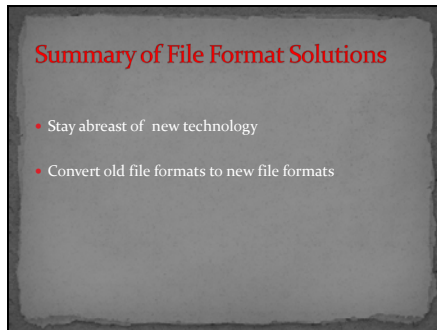 Summary of File Format Solutions
• Stay abreast of  new technology
• Convert old file formats to new file formats